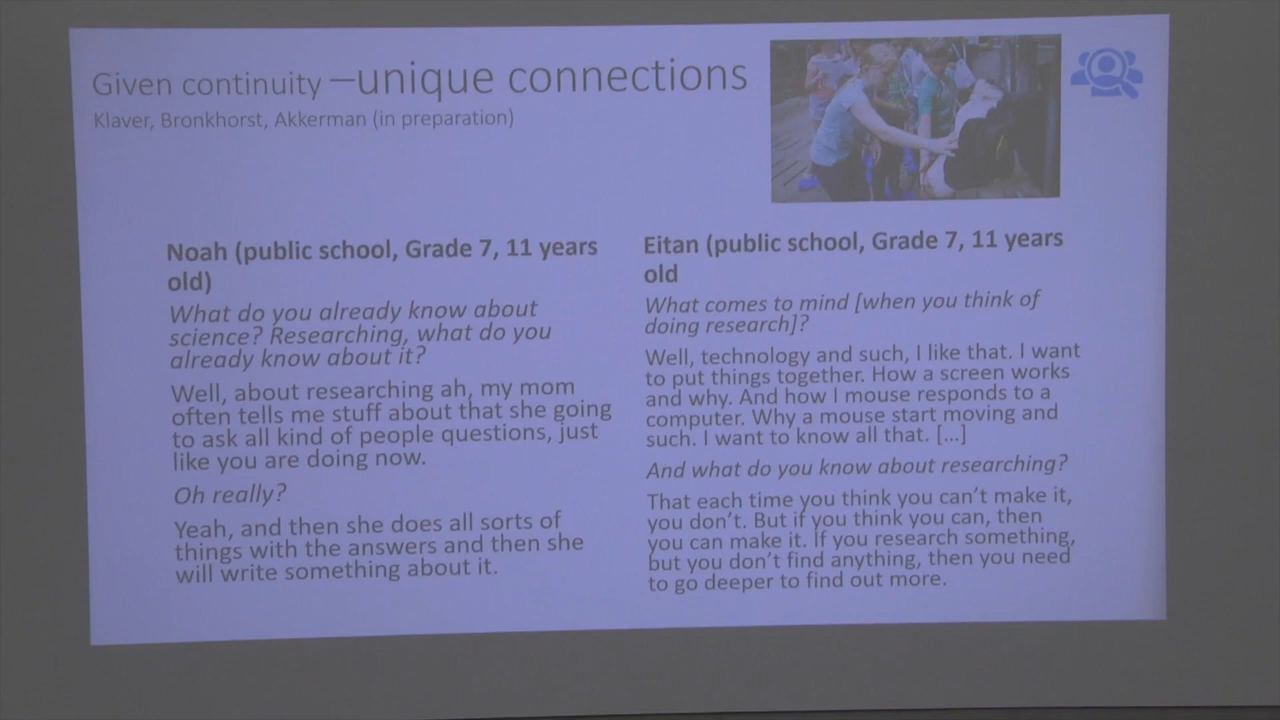 Given continuity –unique connections
Klaver, Bronkhorst, Akkerman (in preparation)
Noah (public school, Grade 7, 11 years
old)
What do you already know about
science? Researching, what do you
already know about it?
Well, about researching ah, my mom
often tells me stuff about that she going
to ask all kind of people questions, just
like you are doing now.
Oh really?
Yeah, and then she does all sorts of
things with the answers and then she
will write something about it.
Eitan (public school, Grade 7, 11 years
old
What comes to mind [when you think of
doing research]?
Well, technology and such, I like that. I want
to put things together. How a screen works
and why. And how I mouse responds to a
computer. Why a mouse start moving and
such. I want to know all that. […]
And what do you know about researching?
That each time you think you can't make it,
you don't. But if you think you can, then
you can make it. If you research something,
but you don't find anything, then you need
to go deeper to find out more.